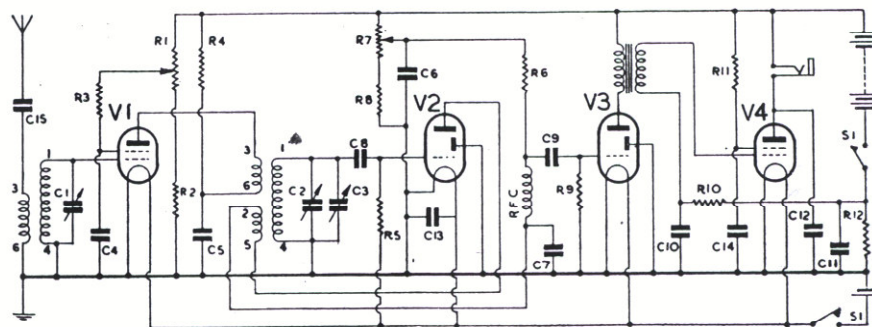 C15
3
6
1
4
C1
R3
C4
V1
R1
R2
R4
C5
3
6
2
5
1
4
C2
C3
C8
R5
R7
R8
C6
V2
C13
R6
RFC
C9
C7
R9
V3
R10
C10
R11
C14
V4
C12
C11
R12
S1
S1